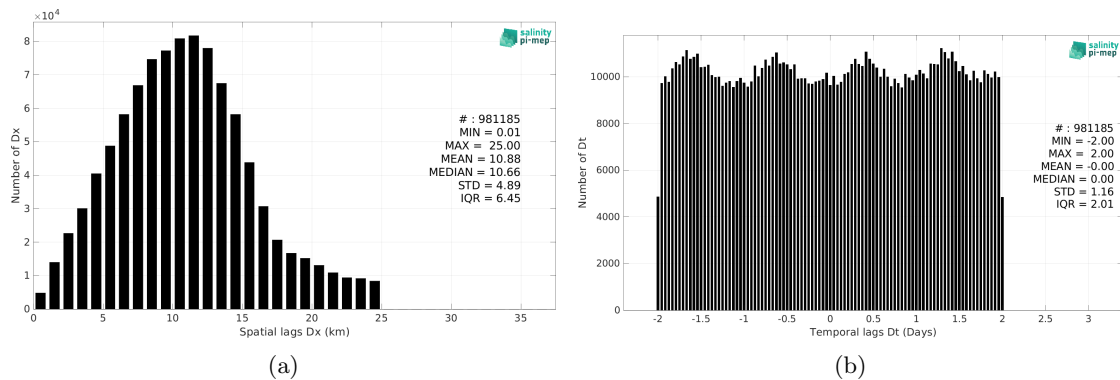 ×10⁴
8
7
6
5
4
3
2
1
0
Number of Dx
salinity
pi-mep
# : 981185
MIN = 0.01
MAX = 25.00
MEAN = 10.88
MEDIAN = 10.66
STD = 4.89
IQR = 6.45
0 5 10 15 20 25 30 35
Spatial lags Dx (km)
(a)
10000
8000
6000
4000
2000
0
Number of Dt
salinity
pi-mep
# : 981185
MIN = -2.00
MAX = 2.00
MEAN = -0.00
MEDIAN = 0.00
STD = 1.16
IQR = 2.01
-2 -1.5 -1 -0.5 0 0.5 1 1.5 2 2.5 3
Temporal lags Dt (Days)
(b)